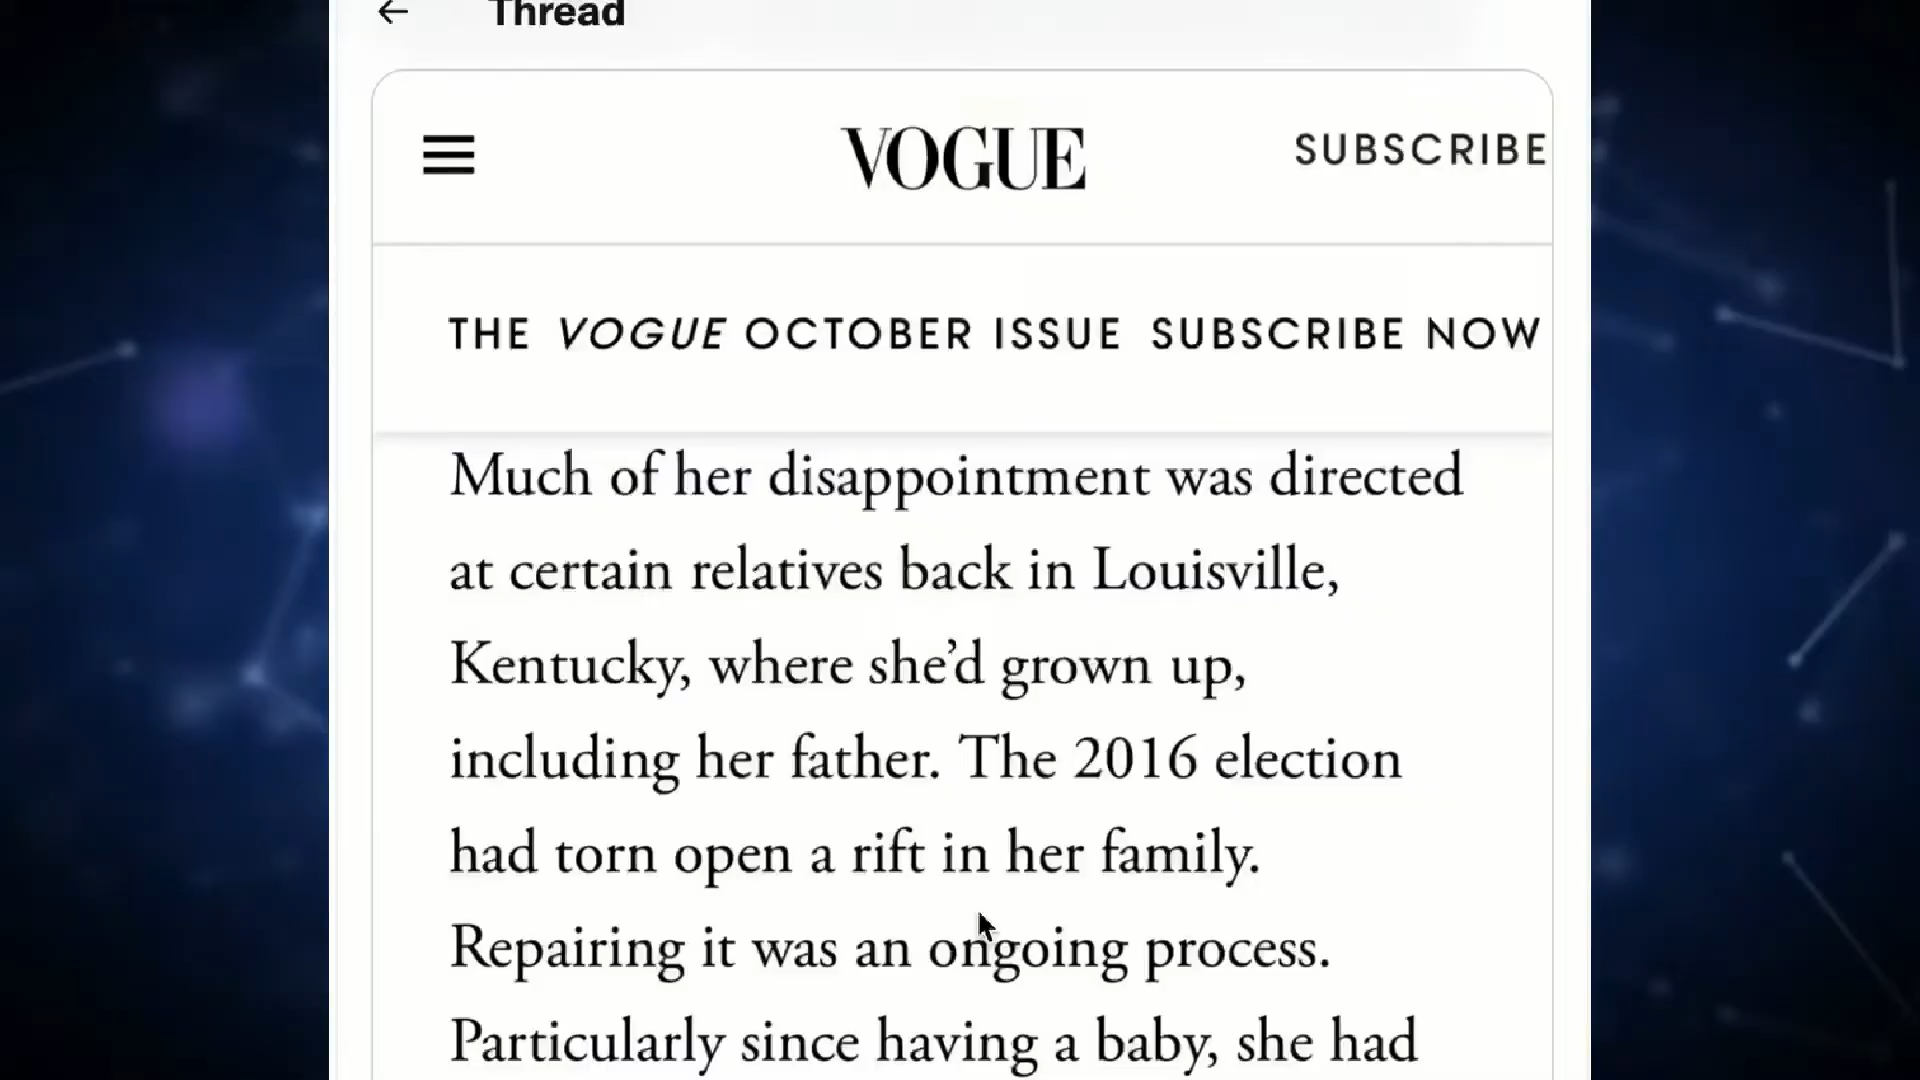 Thread
VOGUE
SUBSCRIBE
THE VOGUE OCTOBER ISSUE SUBSCRIBE NOW
Much of her disappointment was directed
at certain relatives back in Louisville,
Kentucky, where she’d grown up,
including her father. The 2016 election
had torn open a rift in her family.
Repairing it was an ongoing process.
Particularly since having a baby, she had